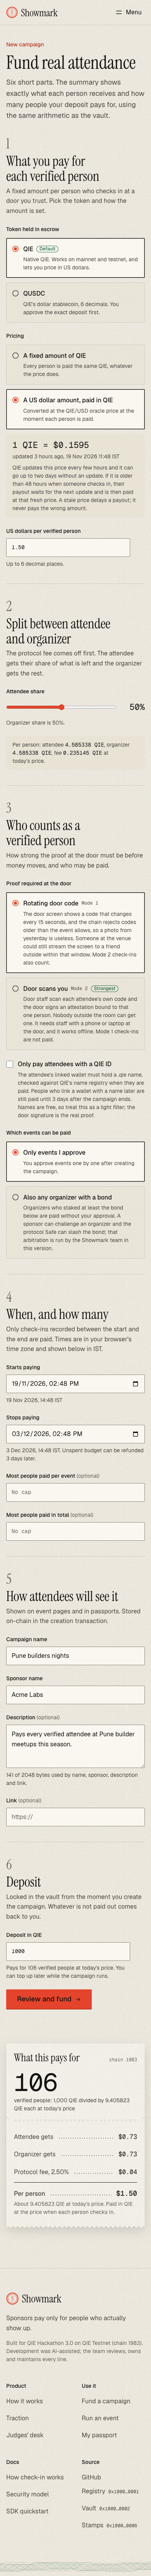 Showmark
Menu
New campaign
Fund real attendance
Six short parts. The summary shows
exactly what each person receives and how
many people your deposit pays for, using
the same arithmetic as the vault.
1
What you pay for
each verified person
A fixed amount per person who checks in at a
door you trust. Pick the token and how the
amount is set.
Token held in escrow
QIE Default
Native QIE. Works on mainnet and testnet, and
lets you price in US dollars.
QUSDC
QIE's dollar stablecoin, 6 decimals. You
approve the exact deposit first.
Pricing
A fixed amount of QIE
Every person is paid the same QIE, whatever
the price does.
A US dollar amount, paid in QIE
Converted at the QIE/USD oracle price at the
moment each person is paid.
1 QIE = $0.1595
updated 3 hours ago, 19 Nov 2026 11:48 IST
QIE updates this price every few hours and it can
go up to two days without an update. If it is older
than 48 hours when someone checks in, their
payout waits for the next update and is then paid
at that fresh price. A stale price delays a payout; it
never pays the wrong amount.
US dollars per verified person
1.50
Up to 6 decimal places.
2
Split between attendee
and organizer
The protocol fee comes off first. The attendee
gets their share of what is left and the organizer
gets the rest.
Attendee share
50%
Organizer share is 50%.
Per person: attendee 4.585338 QIE, organizer
4.585338 QIE, fee 0.235145 QIE at
today's price.
3
Who counts as a
verified person
How strong the proof at the door must be before
money moves, and who may be paid.
Proof required at the door
Rotating door code Mode 1
The door screen shows a code that changes
every 15 seconds, and the chain rejects codes
older than the event allows, so a photo from
yesterday is useless. Someone at the venue
could still stream the screen to a friend
outside within that window. Mode 2 check-ins
also count.
Door scans you Mode 2 Strongest
Door staff scan each attendee's own code and
the door signs an attestation bound to that
one person. Nobody outside the room can get
one. It needs staff with a phone or laptop at
the door, and it works offline. Mode 1 check-ins
are not paid.
Only pay attendees with a QIE ID
The attendee's linked wallet must hold a .qie name,
checked against QIE's name registry when they are
paid. People who link a wallet with a name later are
still paid until 3 days after the campaign ends.
Names are free, so treat this as a light filter; the
door signature is the real proof.
Which events can be paid
Only events I approve
You approve events one by one after creating
the campaign.
Also any organizer with a bond
Organizers who staked at least the bond
below are paid without your approval. A
sponsor can challenge an organizer and the
protocol Safe can slash the bond; that
arbitration is run by the Showmark team in
this version.
4
When, and how many
Only check-ins recorded between the start and
the end are paid. Times are in your browser's
time zone and shown below in IST.
Starts paying
19/11/2026, 02:48 PM
19 Nov 2026, 14:48 IST
Stops paying
03/12/2026, 02:48 PM
3 Dec 2026, 14:48 IST. Unspent budget can be refunded
3 days later.
Most people paid per event (optional)
No cap
Most people paid in total (optional)
No cap
5
How attendees will see it
Shown on event pages and in passports. Stored
on-chain in the creation transaction.
Campaign name
Pune builders nights
Sponsor name
Acme Labs
Description (optional)
Pays every verified attendee at Pune builder
meetups this season.
141 of 2048 bytes used by name, sponsor, description
and link.
Link (optional)
https://
6
Deposit
Locked in the vault from the moment you create
the campaign. Whatever is not paid out comes
back to you.
Deposit in QIE
1000
Pays for 106 verified people at today's price. You
can top up later while the campaign runs.
Review and fund →
What this pays for
chain 1983
106
verified people: 1,000 QIE divided by 9.405823
QIE each at today's price
Attendee gets $0.73
Organizer gets $0.73
Protocol fee, 2.50% $0.04
Per person $1.50
About 9.405823 QIE at today's price. Paid in QIE
at the price when each person checks in.
Showmark
Sponsors pay only for people who actually
show up.
Built for QIE Hackathon 3.0 on QIE Testnet (chain 1983).
Development was AI-assisted; the team reviews, owns
and maintains every line.
Product
How it works
Traction
Judges' desk
Use it
Fund a campaign
Run an event
My passport
Docs
How check-in works
Security model
SDK quickstart
Source
GitHub
Registry
Vault
Stamps